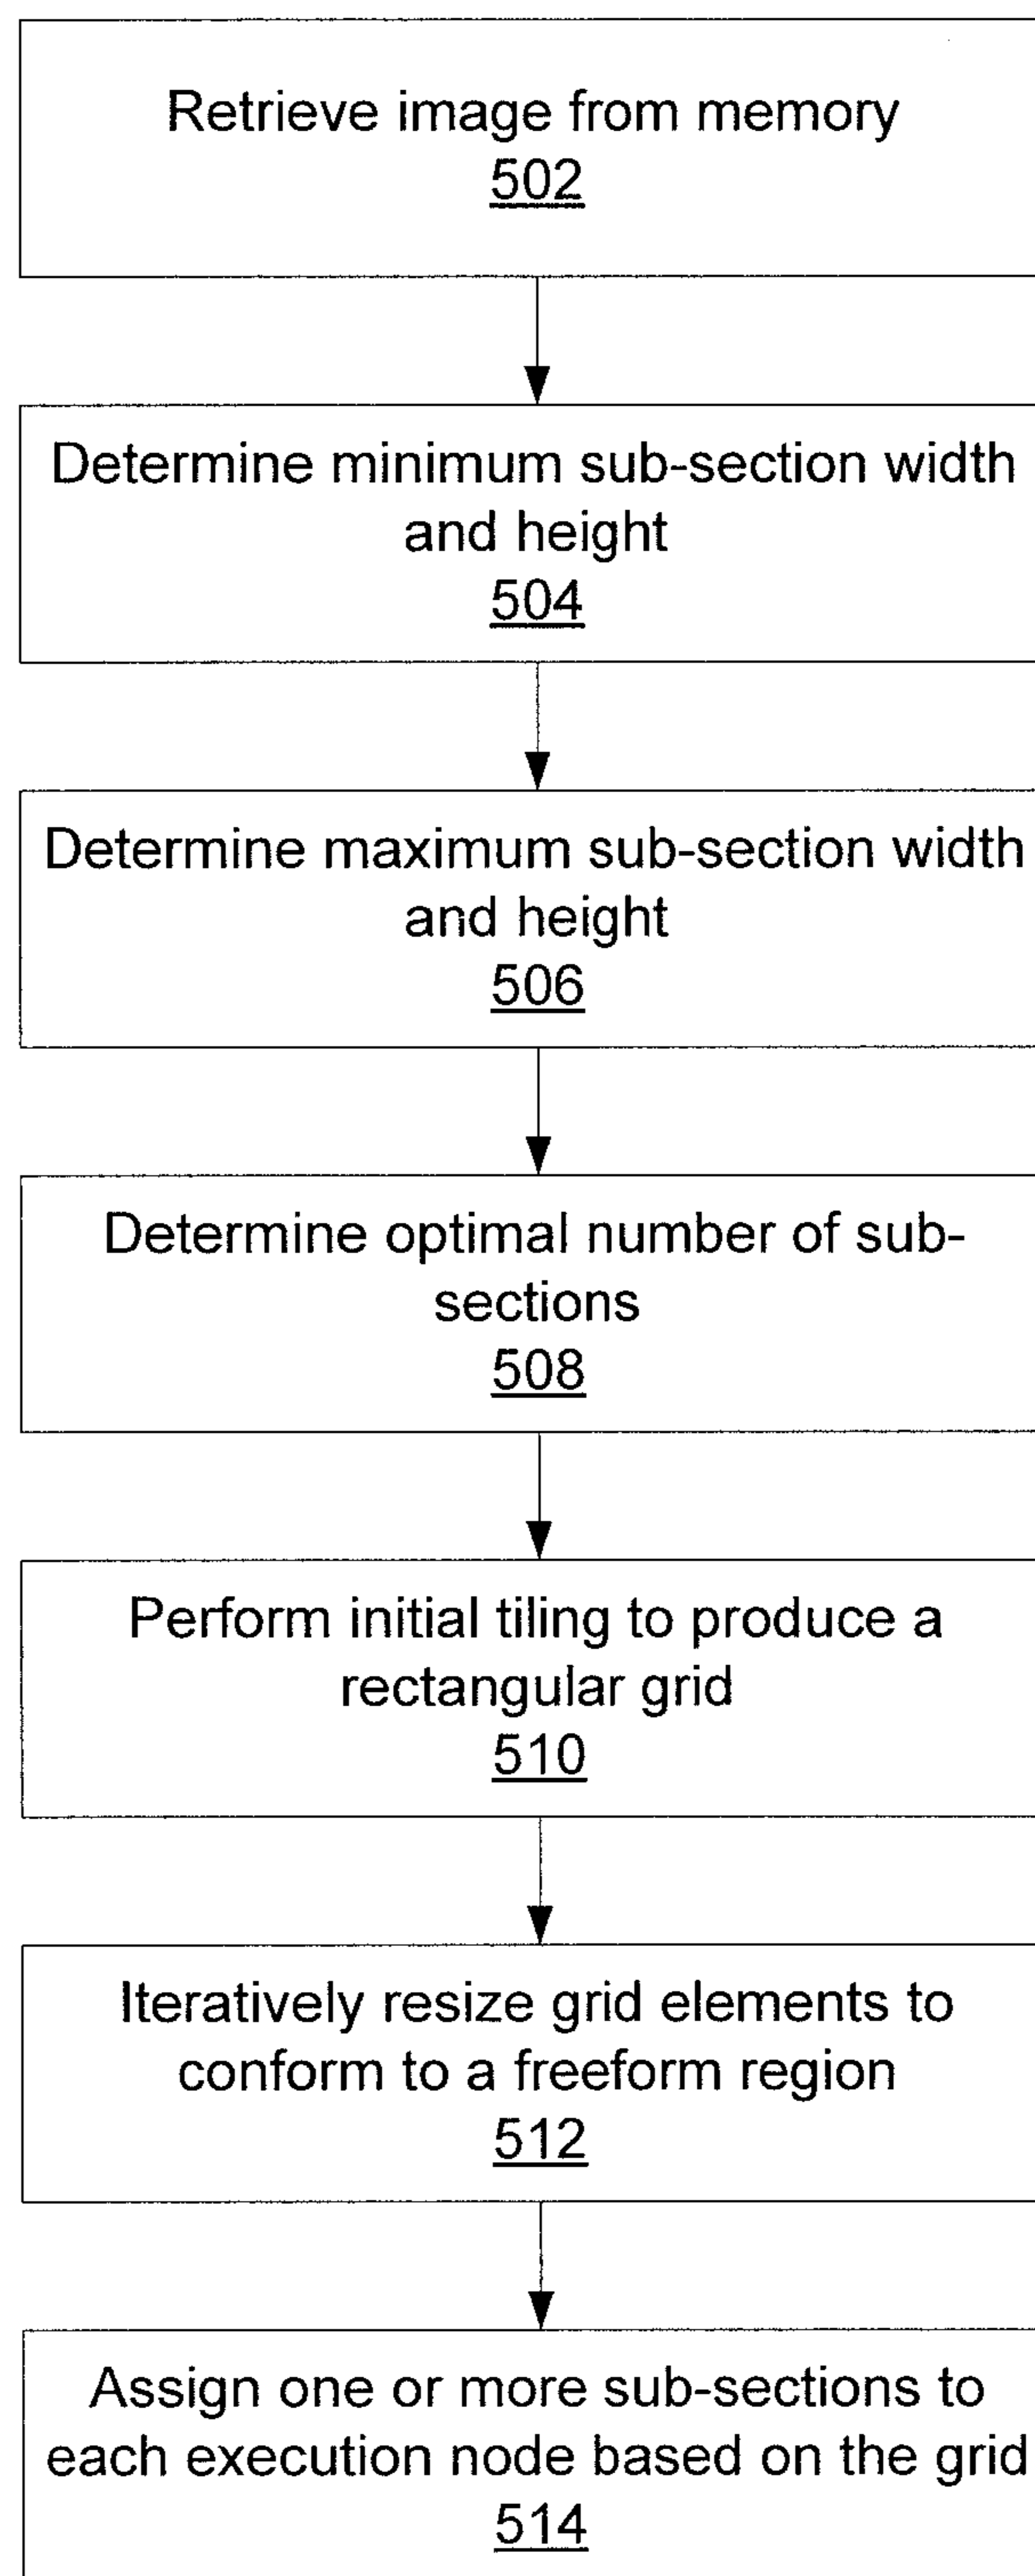 Retrieve image from memory
502
Determine minimum sub-section width
and height
504
Determine maximum sub-section width
and height
506
Determine optimal number of sub-
sections
508
Perform initial tiling to produce a
rectangular grid
510
Iteratively resize grid elements to
conform to a freeform region
512
Assign one or more sub-sections to
each execution node based on the grid
514